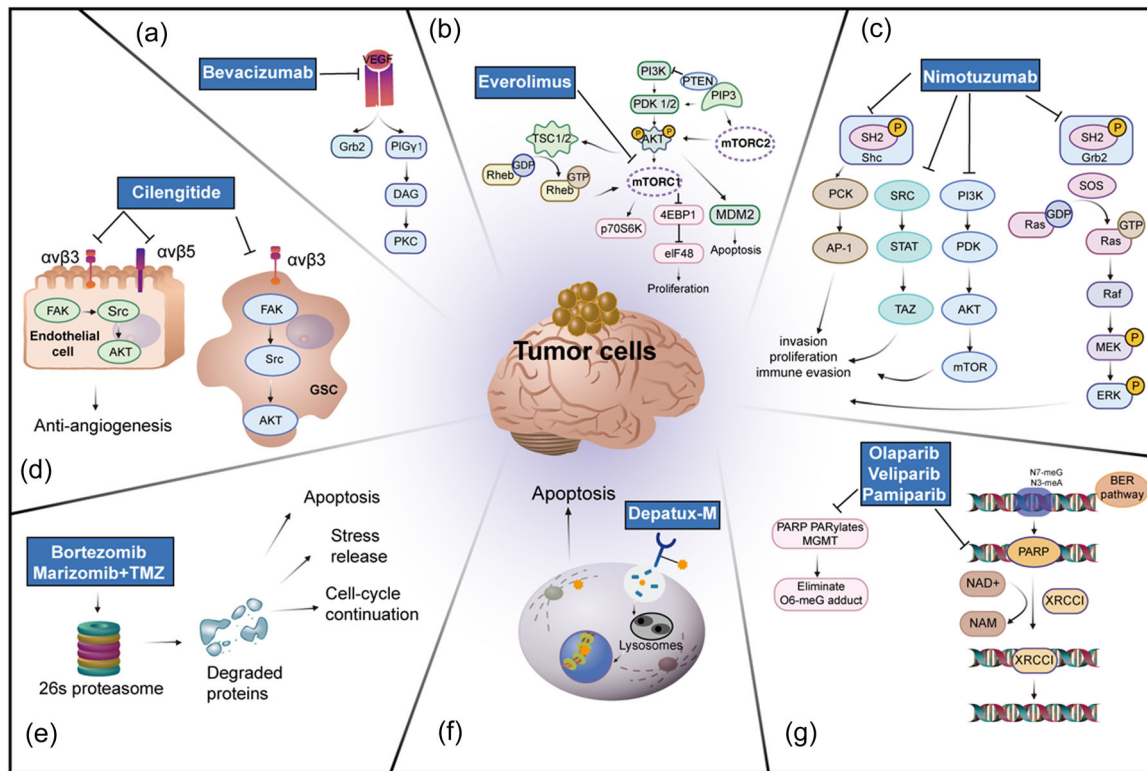 (a)
Bevacizumab
VEGF
Grb2
PIGγ1
DAG
PKC
(b)
Everolimus
PI3K
PTEN
PIP3
PDK 1/2
P
AKT
P
TSC1/2
mTORC2
GDP
Rheb
GTP
Rheb
mTORC1
p70S6K
4EBP1
MDM2
eIF48
Apoptosis
Proliferation
(c)
Nimotuzumab
SH2
P
Shc
SH2
P
Grb2
PCK
SRC
PI3K
SOS
Ras
GDP
Ras
GTP
AP-1
STAT
PDK
Raf
TAZ
AKT
MEK
P
mTOR
ERK
P
invasion
proliferation
immune evasion
Cilengitide
αvβ3
αvβ5
αvβ3
FAK
Src
Endothelial
cell
AKT
FAK
Src
GSC
AKT
Anti-angiogenesis
(d)
Tumor cells
Bortezomib
Marizomib+TMZ
26s proteasome
Degraded
proteins
Apoptosis
Stress
release
Cell-cycle
continuation
(e)
Apoptosis
Depatux-M
Lysosomes
(f)
Olaparib
Veliparib
Pamiparib
PARP PARylates
MGMT
Eliminate
O6-meG adduct
N7-meG
N3-meA
BER
pathway
PARP
NAD+
XRCCI
NAM
XRCCI
(g)